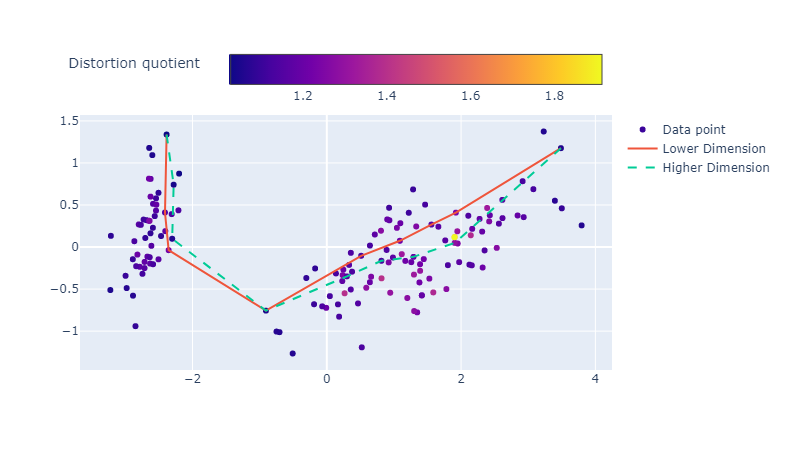 Distortion quotient
1.2 1.4 1.6 1.8
Data point
Lower Dimension
Higher Dimension
1.5
1
0.5
0
−0.5
−1
−2 0 2 4